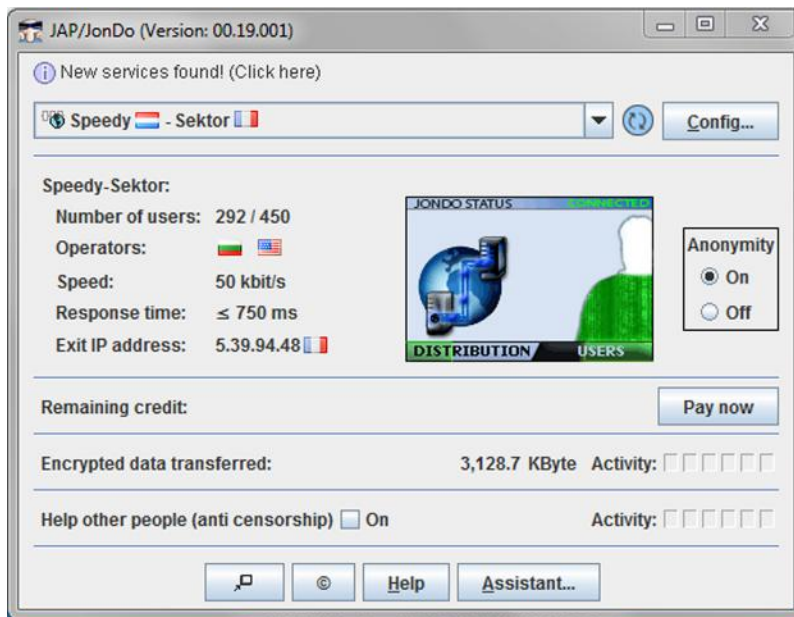 JAP/JonDo (Version: 00.19.001)
New services found! (Click here)
Speedy - Sektor
Config...
Speedy-Sektor:
Number of users: 292 / 450
Operators:
Speed: 50 kbit/s
Response time: ≤ 750 ms
Exit IP address: 5.39.94.48
JONDO STATUS CONNECTED
DISTRIBUTION USERS
Anonymity
On
Off
Remaining credit:
Pay now
Encrypted data transferred: 3,128.7 KByte Activity:
Help other people (anti censorship) On Activity:
© Help Assistant...